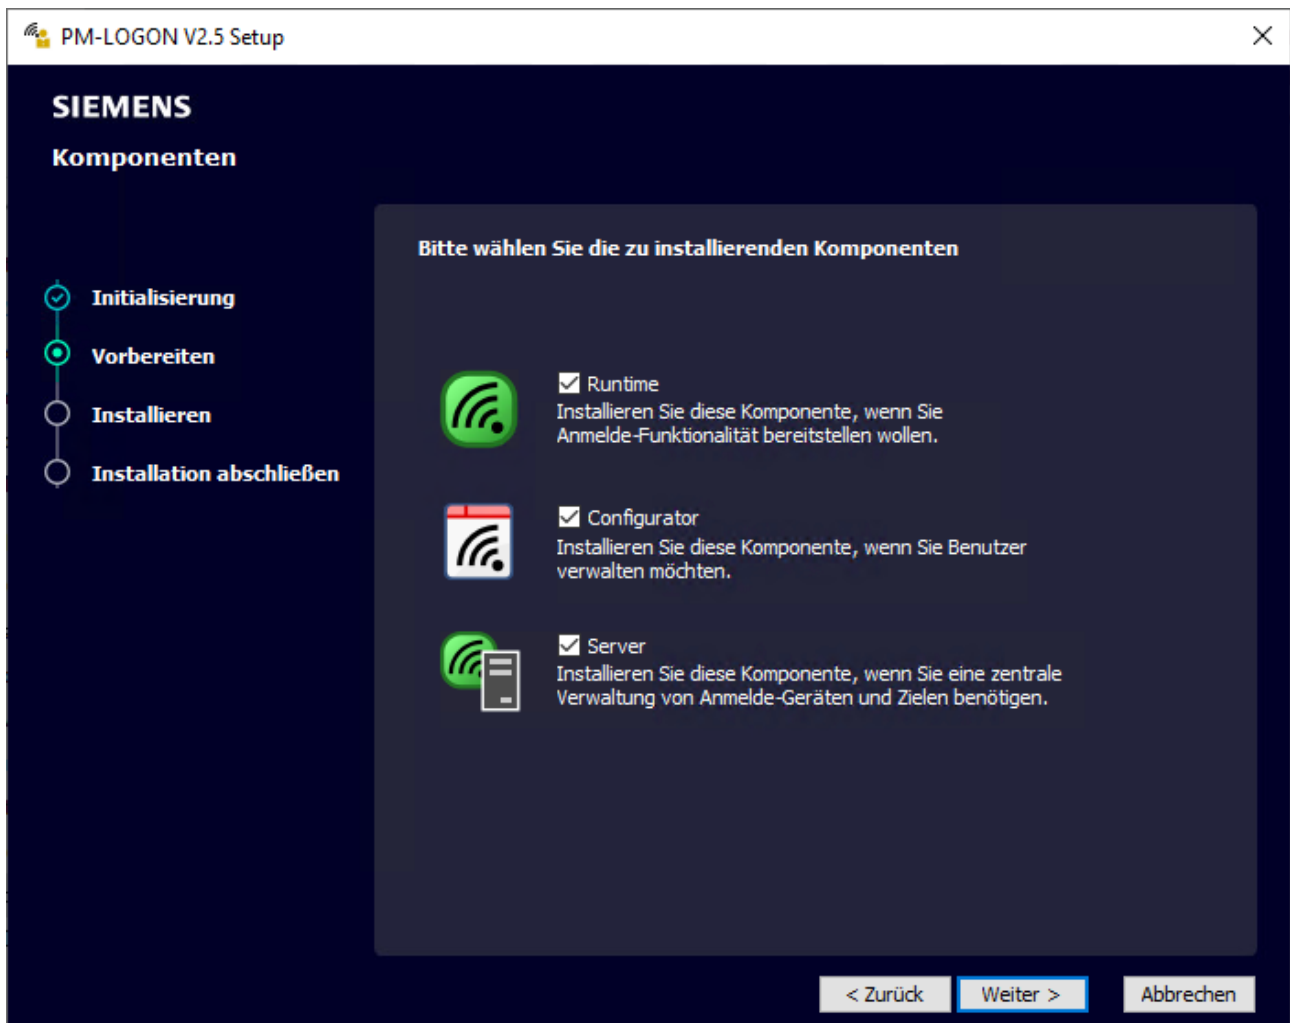 PM-LOGON V2.5 Setup
SIEMENS
Komponenten
Initialisierung
Vorbereiten
Installieren
Installation abschließen
Bitte wählen Sie die zu installierenden Komponenten
Runtime
Installieren Sie diese Komponente, wenn Sie
Anmelde-Funktionalität bereitstellen wollen.
Configurator
Installieren Sie diese Komponente, wenn Sie Benutzer
verwalten möchten.
Server
Installieren Sie diese Komponente, wenn Sie eine zentrale
Verwaltung von Anmelde-Geräten und Zielen benötigen.
< Zurück Weiter > Abbrechen